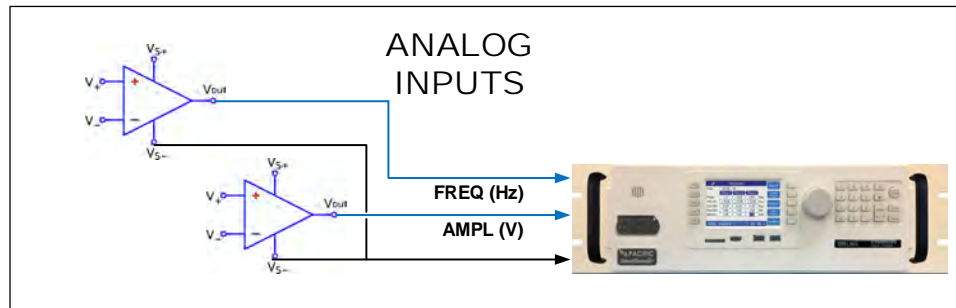 ANALOG
INPUTS
VS+
V+
+
V-
−
Vout
VS−
VS+
V+
+
V-
−
Vout
VS−
FREQ (Hz)
AMPL (V)
PACIFIC